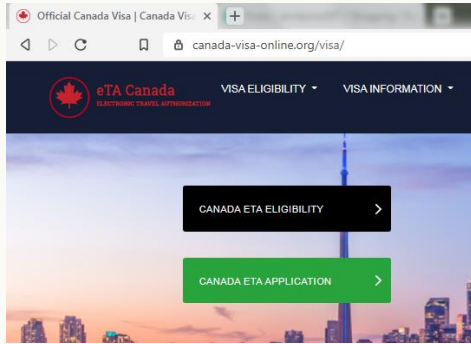 Official Canada Visa | Canada Vis
canada-visa-online.org/visa/
eTA Canada
ELECTRONIC TRAVEL AUTHORIZATION
VISA ELIGIBILITY
VISA INFORMATION
CANADA ETA ELIGIBILITY
CANADA ETA APPLICATION